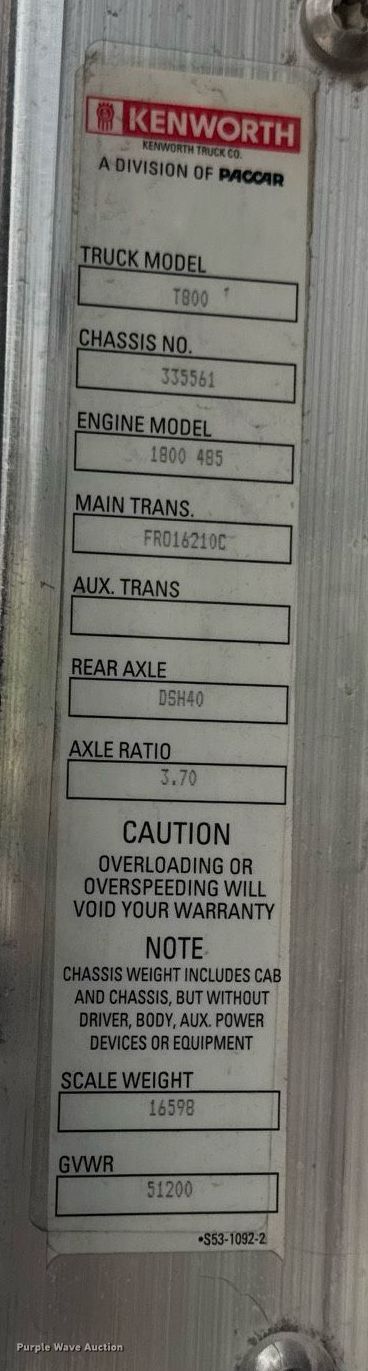 KENWORTH
KENWORTH TRUCK CO.
A DIVISION OF PACCAR
TRUCK MODEL
T800
CHASSIS NO.
335561
ENGINE MODEL
1800 485
MAIN TRANS.
FRO16210C
AUX. TRANS
REAR AXLE
DSH40
AXLE RATIO
3.70
CAUTION
OVERLOADING OR
OVERSPEEDING WILL
VOID YOUR WARRANTY
NOTE
CHASSIS WEIGHT INCLUDES CAB
AND CHASSIS, BUT WITHOUT
DRIVER, BODY, AUX. POWER
DEVICES OR EQUIPMENT
SCALE WEIGHT
16598
GVWR
51200
•S53-1092-2
Purple Wave Auction